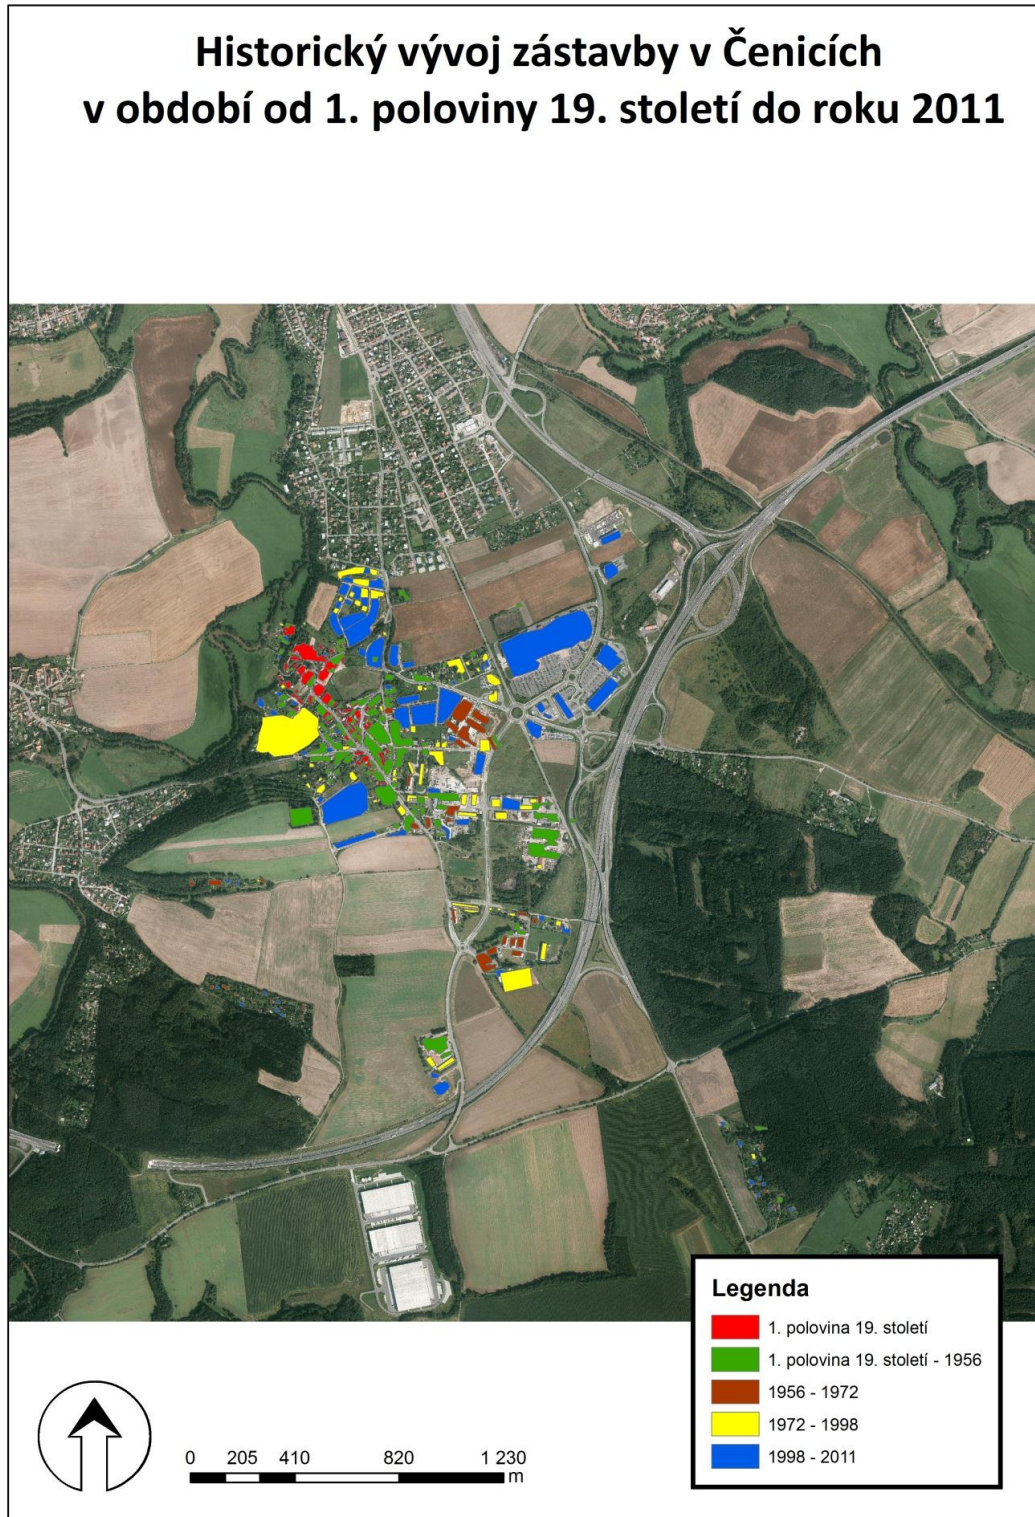 Historický vývoj zástavby v Čenicích
v období od 1. poloviny 19. století do roku 2011
Legenda
1. polovina 19. století
1. polovina 19. století - 1956
1956 - 1972
1972 - 1998
1998 - 2011
0 205 410 820 1 230
m